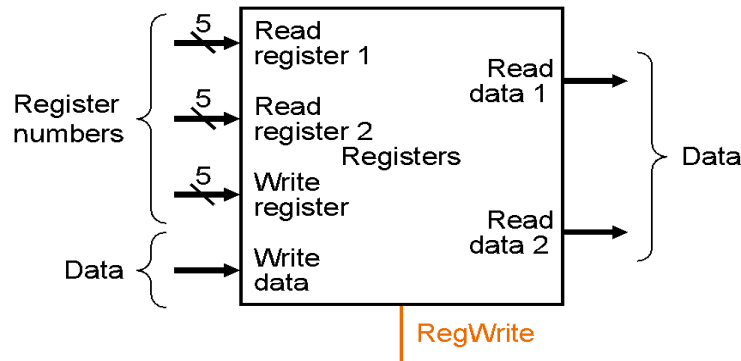 5
Read
register 1
5
Read
register 2
5
Write
register
Write
data
Register
numbers
Data
Registers
Read
data 1
Read
data 2
Data
RegWrite